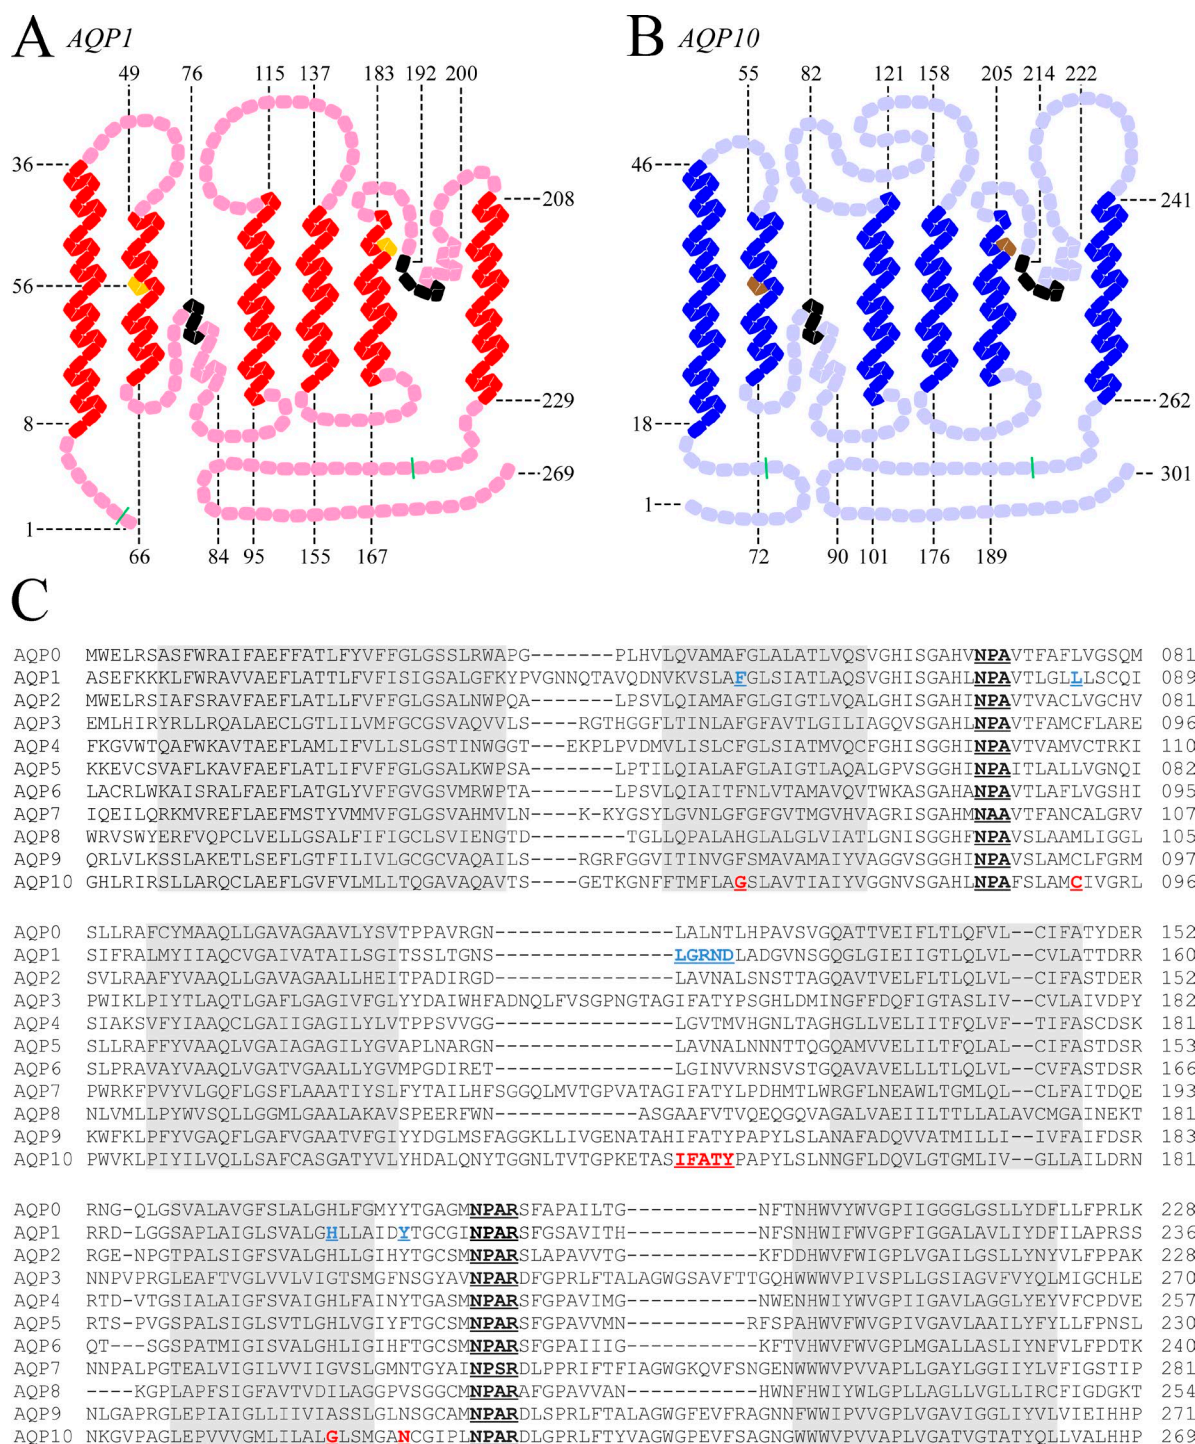 A AQP1
49 76 115 137 183 192 200
36
208
56
8
229
269
1
66 84 95 155 167
B AQP10
55 82 121 158 205 214 222
46
241
18
262
301
1
72 90 101 176 189
C
AQP0 MWELRSASFWRAIFAEFFATLFYVFFGLGSSLRWAPG-------PLHVLQVAMAFGLALATLVQSVGHISGAHVNPAVTFAFLVGSQM 081
AQP1 ASEFKKKLFWRAVVAEFLATTLFVFISIGSALGFKYPVGNNQTAVQDNVKVSLAFGLSIATLAQSVGHISGAHLNPAVTLGLLLSCQI 089
AQP2 MWELRSIAFSRAVFAEFLATLLFVFFGLGSALNWPQA-------LPSVLQIAMAFGLGIGTLVQALGHISGAHINPAVTVACLVGCHV 081
AQP3 EMLHIRYRLLRQALAECLGTLILVMFGCGSVAQVVLS----RGTHGGFLTINLAFGFAVTLGILIAGQVSGAHLNPAVTFAMCFLARE 096
AQP4 FKGVWTQAFWKAVTAEFLAMLIFVLLSLGSTINWGGT---EKPLPVDMVLISLCFGLSIATMVQCFGHISGGHINPAVTVAMVCTRKI 110
AQP5 KKEVCSVAFLKAVFAEFLATLIFVFFGLGSALKWPSA-------LPTILQIALAFGLAIGTLAQALGPVSGGHINPAITLALLVGNQI 082
AQP6 LACRLWKAISRALFAEFLATGLYVFFGVGSVMRWPTA-------LPSVLQIAITFNLVTAMAVQVTWKASGAHANPAVTLAFLVGSHI 095
AQP7 IQEILQRKMVREFLAEFMSTYVMMVFGLGSVAHMVLN----K-KYGSYLGVNLGFGFGVTMGVHVAGRISGAHMNAAVTFANCALGRV 107
AQP8 WRVSWYERFVQPCLVELLGSALFIFIGCLSVIENGTD--------TGLLQPALAHGLALGLVIATLGNISGGHFNPAVSLAAMLIGGL 105
AQP9 QRLVLKSSLAKETLSEFLGTFILIVLGCGCVAQAILS----RGRFGGVITINVGFSMAVAMAIYVAGGVSGGHINPAVSLAMCLFGRM 097
AQP10 GHLRIRSLLARQCLAEFLGVFVLMLLTQGAVAQAVTS----GETKGNFFTMFLAGSLAVTIAIYVGGNVSGAHLNPAFSLAMCIVGRL 096
AQP0 SLLRAFCYMAAQLLGAVAGAAVLYSVTPPAVRGN---------------LALNTLHPAVSVGQATTVEIFLTLQFVL--CIFATYDER 152
AQP1 SIFRALMYIIAQCVGAIVATAILSGITSSLTGNS---------------LGRNDLADGVNSGQGLGIEIIGTLQLVL--CVLATTDRR 160
AQP2 SVLRAAFYVAAQLLGAVAGAALLHEITPADIRGD---------------LAVNALSNSTTAGQAVTVELFLTLQLVL--CIFASTDER 152
AQP3 PWIKLPIYTLAQTLGAFLGAGIVFGLYYDAIWHFADNQLFVSGPNGTAGIFATYPSGHLDMINGFFDQFIGTASLIV--CVLAIVDPY 182
AQP4 SIAKSVFYIAAQCLGAIIGAGILYLVTPPSVVGG---------------LGVTMVHGNLTAGHGLLVELIITFQLVF--TIFASCDSK 181
AQP5 SLLRAFFYVAAQLVGAIAGAGILYGVAPLNARGN---------------LAVNALNNNTTQGQAMVVELILTFQLAL--CIFASTDSR 153
AQP6 SLPRAVAYVAAQLVGATVGAALLYGVMPGDIRET---------------LGINVVRNSVSTGQAVAVELLLTLQLVL--CVFASTDSR 166
AQP7 PWRKFPVYVLGQFLGSFLAAATIYSLFYTAILHFSGGQLMVTGPVATAGIFATYLPDHMTLWRGFLNEAWLTGMLQL--CLFAITDQE 193
AQP8 NLVMLLPYWVSQLLGGMLGAALAKAVSPEERFWN------------ASGAAFVTVQEQGQVAGALVAEIILTTLLALAVCMGAINEKT 181
AQP9 KWFKLPFYVGAQFLGAFVGAATVFGIYYDGLMSFAGGKLLIVGENATAHIFATYPAPYLSLANAFADQVVATMILLI--IVFAIFDSR 183
AQP10 PWVKLPIYILVQLLSAFCASGATYVLYHDALQNYTGGNLTVTGPKETASIFATYPAPYLSLNNGFLDQVLGTGMLIV--GLLAILDRN 181
AQP0 RNG-QLGSVALAVGFSLALGHLFGMYYTGAGMNPARSFAPAILTG------------NFTNHWVYWVGPIIGGGLGSLLYDFLLFPRLK 228
AQP1 RRD-LGGSAPLAIGLSVALGHLLAIDYTGCGINPARSFGSAVITH------------NFSNHWIFWVGPFIGGALAVLIYDFILAPRSS 236
AQP2 RGE-NPGTPALSIGFSVALGHLLGIHYTGCSMNPARSLAPAVVTG------------KFDDHWVFWIGPLVGAILGSLLYNYVLFPPAK 228
AQP3 NNPVPRGLEAFTVGLVVLVIGTSMGFNSGYAVNPARDFGPRLFTALAGWGSAVFTTGQHWWWVPIVSPLLGSIAGVFVYQLMIGCHLE 270
AQP4 RTD-VTGSIALAIGFSVAIGHLFAINYTGASMNPARSFGPAVIMG------------NWENHWIYWVGPIIGAVLAGGLYEYVFCPDVE 257
AQP5 RTS-PVGSPALSIGLSVTLGHLVGIYFTGCSMNPARSFGPAVVMN------------RFSPAHWVFWVGPIVGAVLAAILYFYLLFPNSL 230
AQP6 QT--SGSPATMIGISVALGHLIGIHFTGCSMNPARSFGPAIIIG------------KFTVHWVFWVGPLMGALLASLIYNFVLFPDTK 240
AQP7 NNPALPGTEALVIGILVVIIGVSLGMNTGYAINPSRDLPPRIFTFIAGWGKQVFSNGENWWWVPVVAPLLGAYLGGIIYLVFIGSTIP 281
AQP8 ----KGPLAPFSIGFAVTVDILAGGPVSGGCMNPARAFGPAVVAN------------HWNFHWIYWLGPLLAGLLVGLLIRCFIGDGKT 254
AQP9 NLGAPRGLEPIAIGLLIIVIASSLGLNSGCAMNPARDLSPRLFTALAGWGFEVFRAGNNFWWIPVVGPLVGAVIGGLIYVLVIEIHHP 271
AQP10 NKGVPAGLEPVVVGMLILALGLSMGANCGIPLNPARDLGPRLFTYVAGWGPEVFSAGNGWWWVPVVAPLVGATVGTATYQLLVALHHP 269